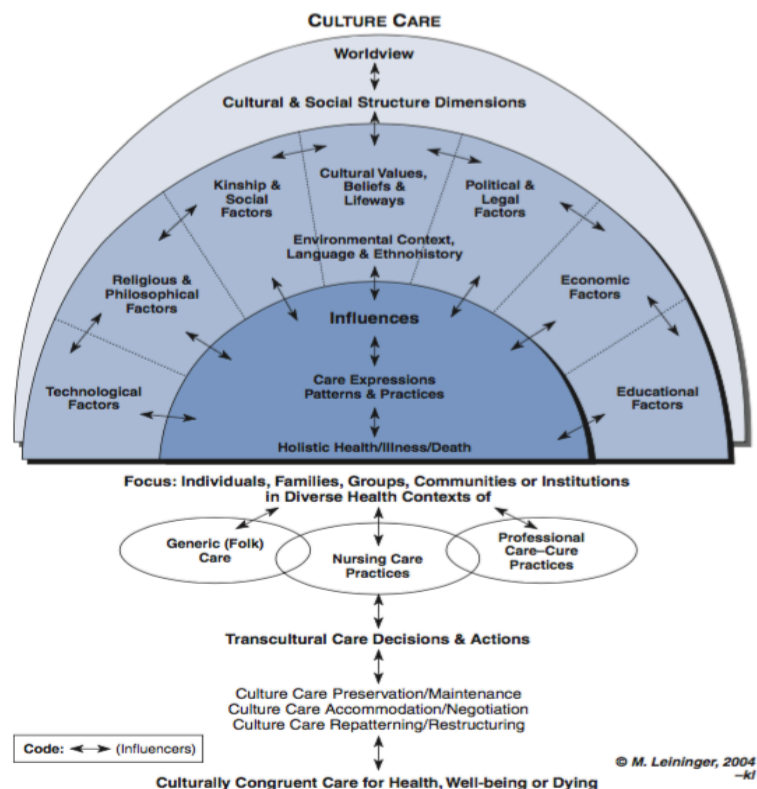 CULTURE CARE
Worldview
Cultural & Social Structure Dimensions
Cultural Values,
Beliefs &
Lifeways
Kinship &
Social
Factors
Political &
Legal
Factors
Environmental Context,
Language & Ethnohistory
Religious &
Philosophical
Factors
Economic
Factors
Influences
Care Expressions
Patterns & Practices
Technological
Factors
Educational
Factors
Holistic Health/Illness/Death
Focus: Individuals, Families, Groups, Communities or Institutions
in Diverse Health Contexts of
Generic (Folk)
Care
Nursing Care
Practices
Professional
Care–Cure
Practices
Transcultural Care Decisions & Actions
Culture Care Preservation/Maintenance
Culture Care Accommodation/Negotiation
Culture Care Repatterning/Restructuring
Code: (Influencers)
© M. Leininger, 2004
–kl
Culturally Congruent Care for Health, Well-being or Dying